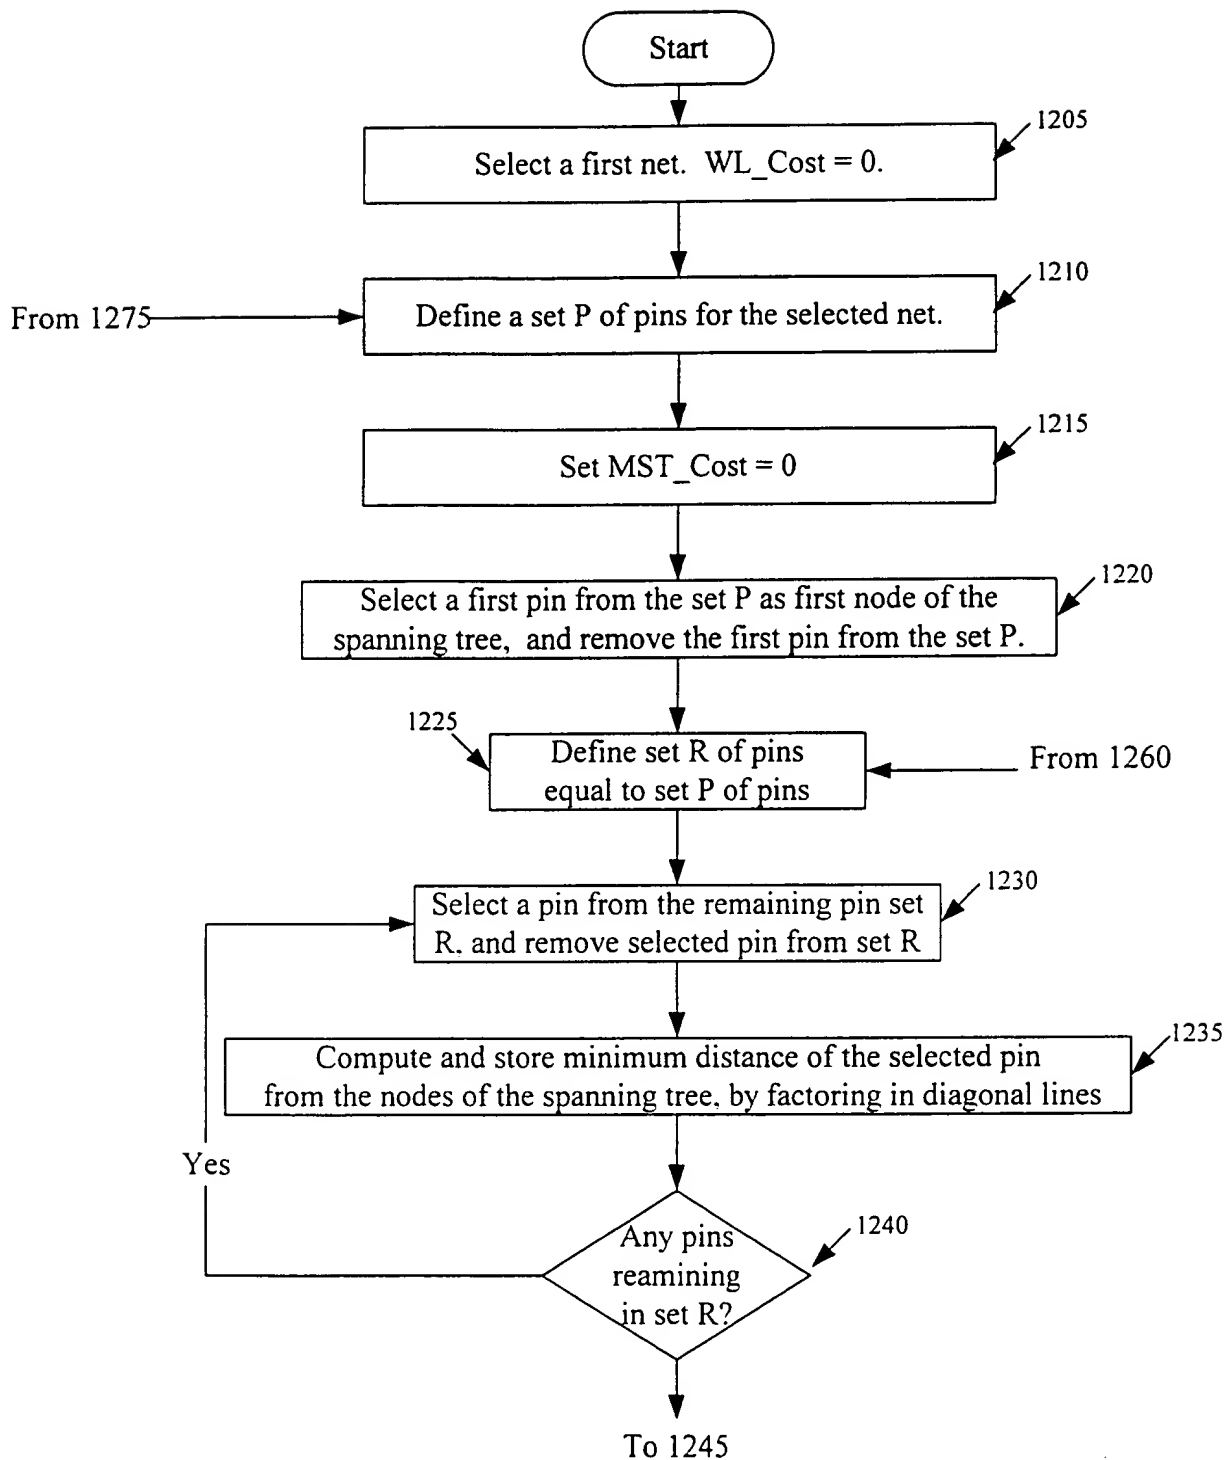 Start
1205
Select a first net. WL_Cost = 0.
1210
From 1275
Define a set P of pins for the selected net.
1215
Set MST_Cost = 0
1220
Select a first pin from the set P as first node of the
spanning tree, and remove the first pin from the set P.
1225
Define set R of pins
equal to set P of pins
From 1260
1230
Select a pin from the remaining pin set
R, and remove selected pin from set R
1235
Compute and store minimum distance of the selected pin
from the nodes of the spanning tree, by factoring in diagonal lines
Yes
1240
Any pins
reamining
in set R?
To 1245